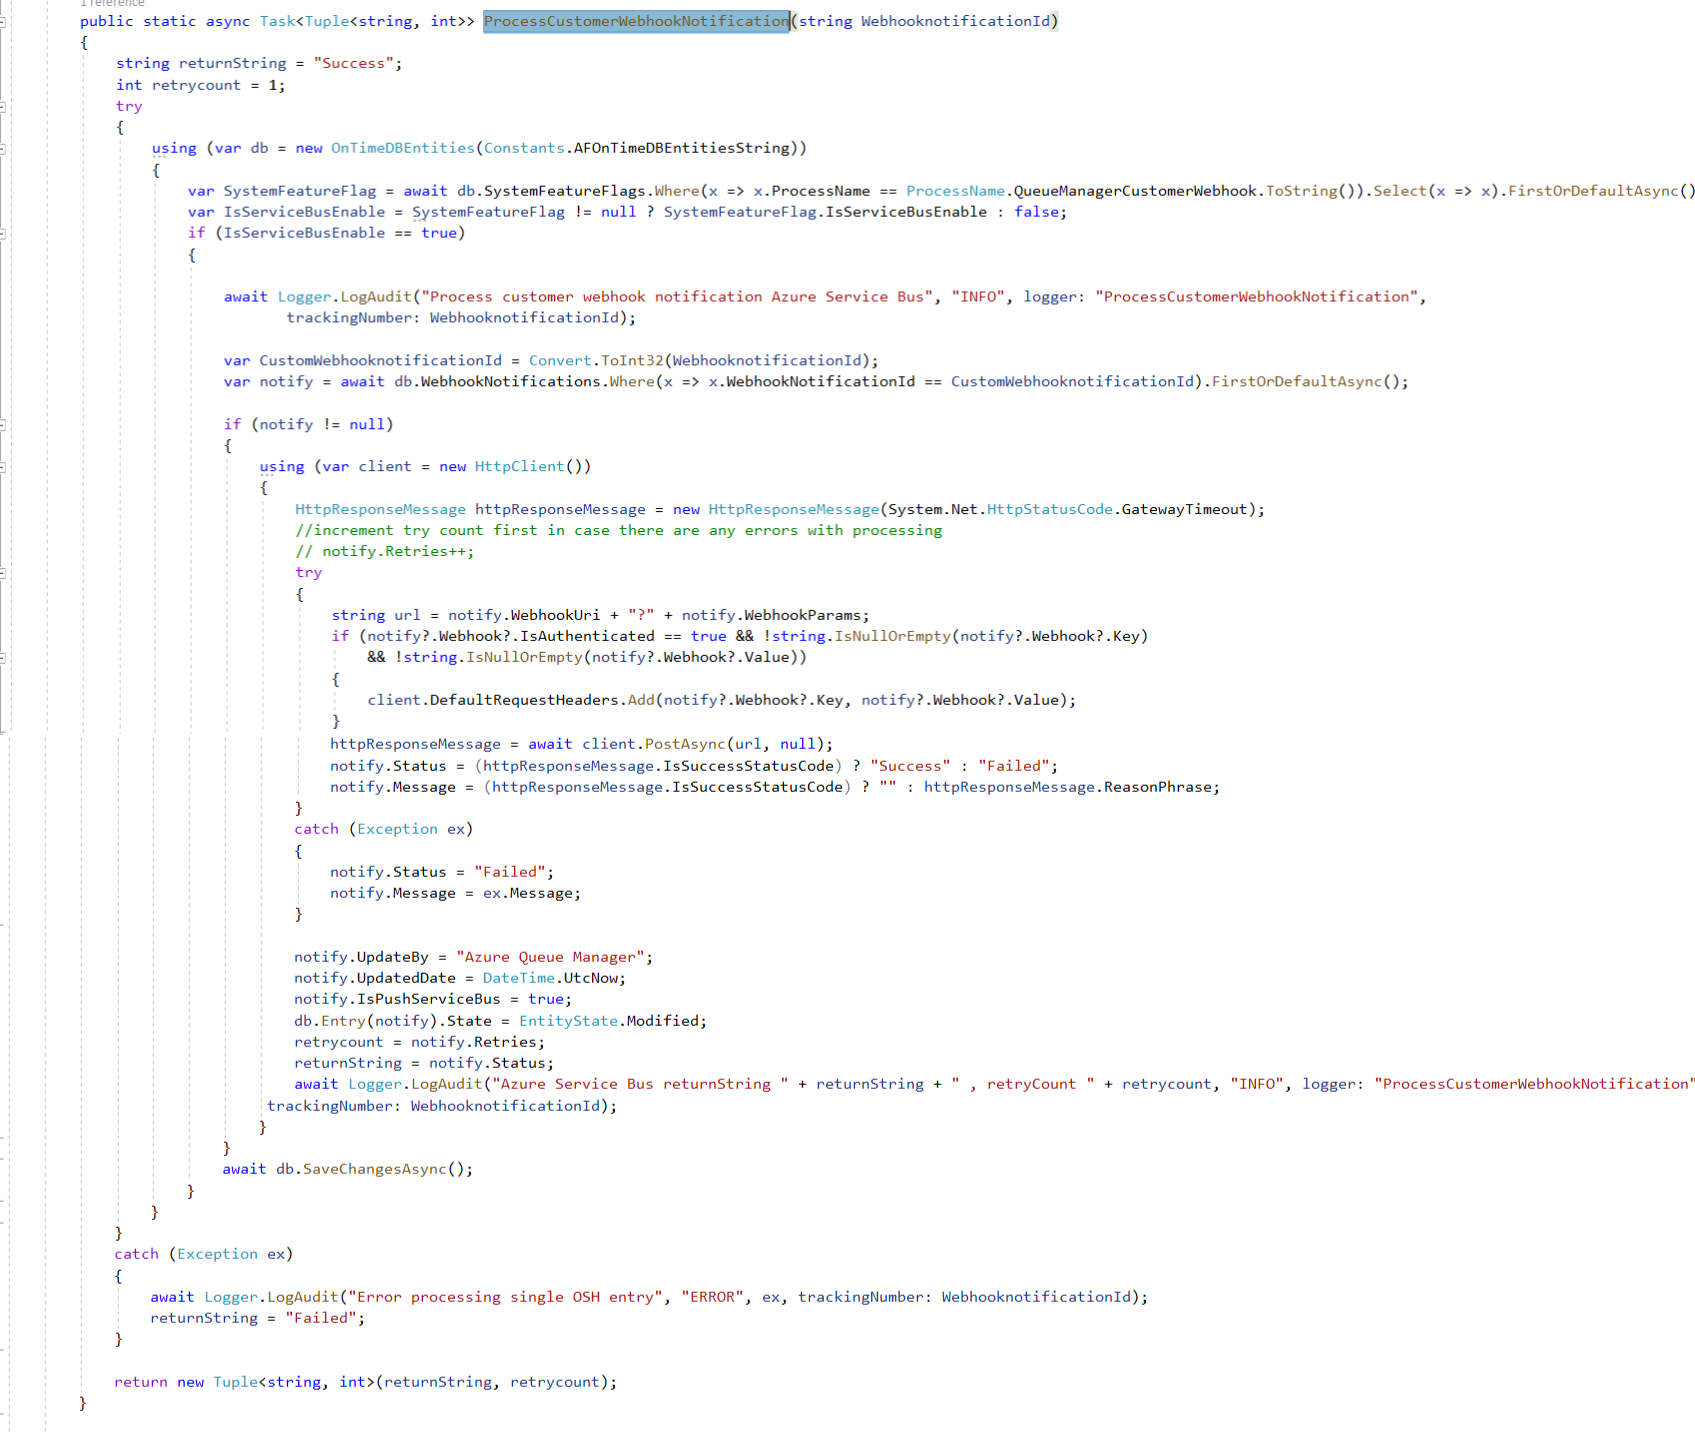 1 reference
public static async Task<Tuple<string, int>> ProcessCustomerWebhookNotification(string WebhooknotificationId)
{
string returnString = "Success";
int retrycount = 1;
try
{
using (var db = new OnTimeDBEntities(Constants.AFOnTimeDBEntitiesString))
{
var SystemFeatureFlag = await db.SystemFeatureFlags.Where(x => x.ProcessName == ProcessName.QueueManagerCustomerWebhook.ToString()).Select(x => x).FirstOrDefaultAsync()
var IsServiceBusEnable = SystemFeatureFlag != null ? SystemFeatureFlag.IsServiceBusEnable : false;
if (IsServiceBusEnable == true)
{
await Logger.LogAudit("Process customer webhook notification Azure Service Bus", "INFO", logger: "ProcessCustomerWebhookNotification",
trackingNumber: WebhooknotificationId);
var CustomWebhooknotificationId = Convert.ToInt32(WebhooknotificationId);
var notify = await db.WebhookNotifications.Where(x => x.WebhookNotificationId == CustomWebhooknotificationId).FirstOrDefaultAsync();
if (notify != null)
{
using (var client = new HttpClient())
{
HttpResponseMessage httpResponseMessage = new HttpResponseMessage(System.Net.HttpStatusCode.GatewayTimeout);
//increment try count first in case there are any errors with processing
// notify.Retries++;
try
{
string url = notify.WebhookUri + "?" + notify.WebhookParams;
if (notify?.Webhook?.IsAuthenticated == true && !string.IsNullOrEmpty(notify?.Webhook?.Key)
&& !string.IsNullOrEmpty(notify?.Webhook?.Value))
{
client.DefaultRequestHeaders.Add(notify?.Webhook?.Key, notify?.Webhook?.Value);
}
httpResponseMessage = await client.PostAsync(url, null);
notify.Status = (httpResponseMessage.IsSuccessStatusCode) ? "Success" : "Failed";
notify.Message = (httpResponseMessage.IsSuccessStatusCode) ? "" : httpResponseMessage.ReasonPhrase;
}
catch (Exception ex)
{
notify.Status = "Failed";
notify.Message = ex.Message;
}
notify.UpdateBy = "Azure Queue Manager";
notify.UpdatedDate = DateTime.UtcNow;
notify.IsPushServiceBus = true;
db.Entry(notify).State = EntityState.Modified;
retrycount = notify.Retries;
returnString = notify.Status;
await Logger.LogAudit("Azure Service Bus returnString " + returnString + " , retryCount " + retrycount, "INFO", logger: "ProcessCustomerWebhookNotification"
trackingNumber: WebhooknotificationId);
}
}
await db.SaveChangesAsync();
}
}
}
catch (Exception ex)
{
await Logger.LogAudit("Error processing single OSH entry", "ERROR", ex, trackingNumber: WebhooknotificationId);
returnString = "Failed";
}
return new Tuple<string, int>(returnString, retrycount);
}